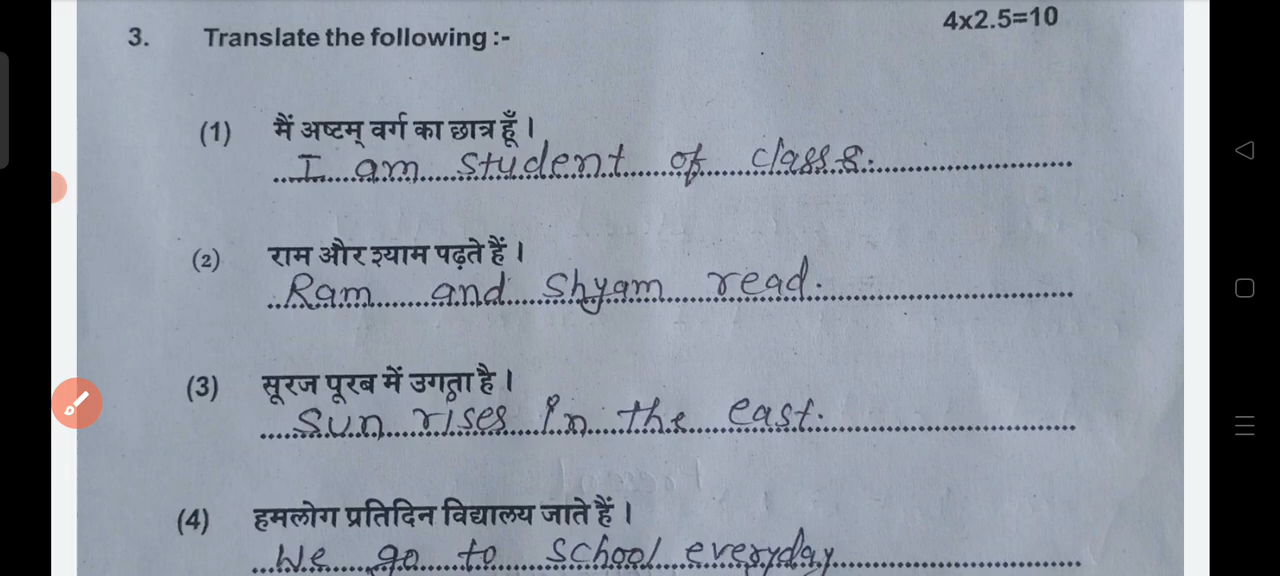 4x2.5=10
3. Translate the following :-
(1) मैं अष्टम् वर्ग का छात्र हूँ।
I am student of class 8.
(2) राम और श्याम पढ़ते हैं।
Ram and Shyam read.
(3) सूरज पूरब में उगता है।
Sun rises in the east.
(4) हमलोग प्रतिदिन विद्यालय जाते हैं।
We go to school everyday